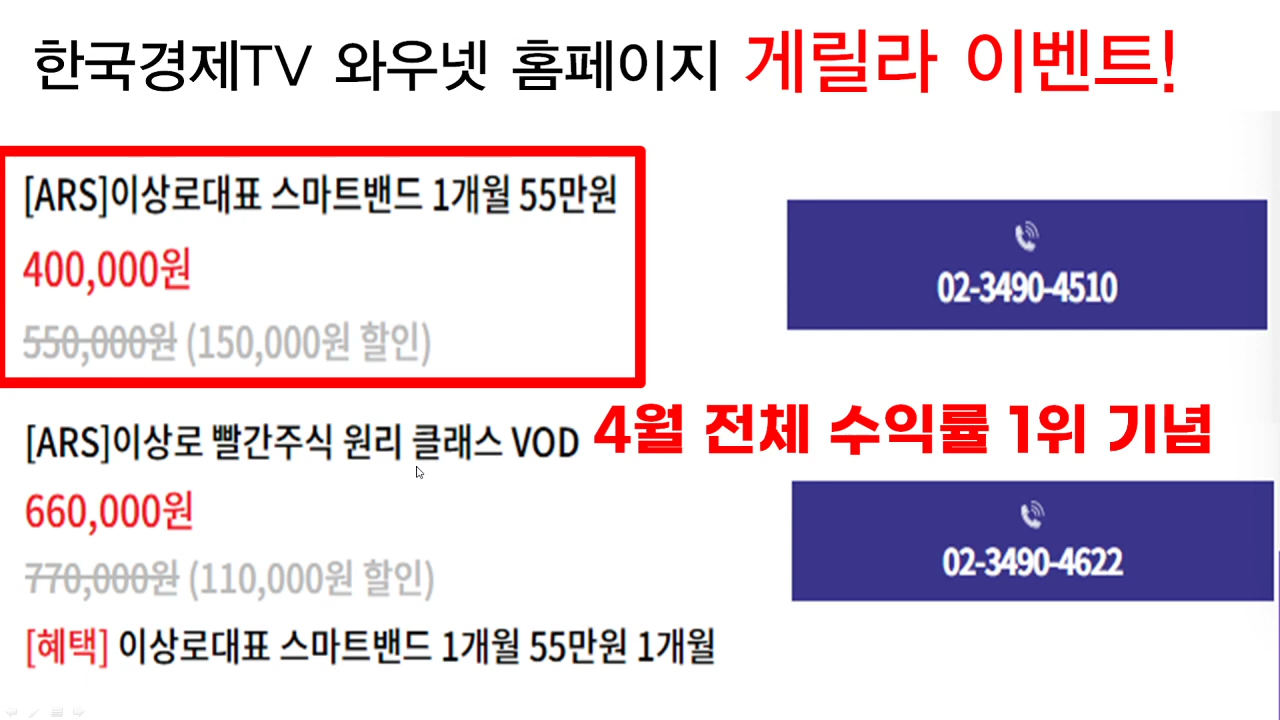 한국경제TV 와우넷 홈페이지 게릴라 이벤트!
[ARS]이상로대표 스마트밴드 1개월 55만원
400,000원
550,000원 (150,000원 할인)
02-3490-4510
4월 전체 수익률 1위 기념
[ARS]이상로 빨간주식 원리 클래스 VOD
660,000원
770,000원 (110,000원 할인)
02-3490-4622
[혜택] 이상로대표 스마트밴드 1개월 55만원 1개월